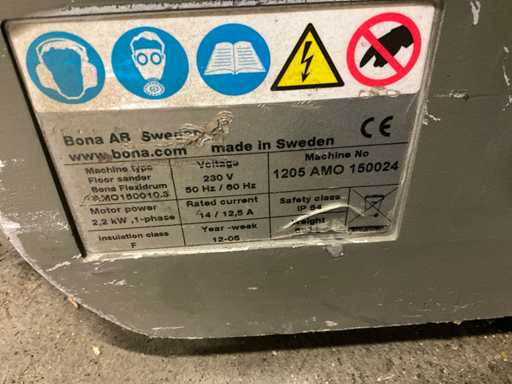 Bona AB Sweden
www.bona.com made in Sweden
Machine type
Floor sander
Bona Flexidrum
AMO150010.3
Voltage
230 V
50 Hz / 60 Hz
Machine No
1205 AMO 150024
Motor power
2,2 kW ,1-phase
Rated current
14 / 12,5 A
Safety class
IP 54
Insulation class
F
Year -week
12-05
Weight
CE